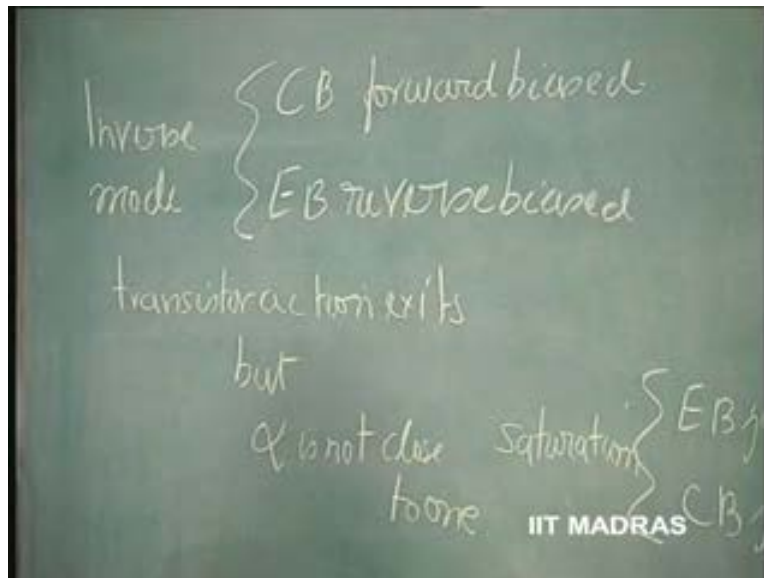 CB forward biased
Inverse
mode
EB reverse biased
transistor action exits
but
α is not close
to one
saturation
EB j
CB j
IIT MADRAS